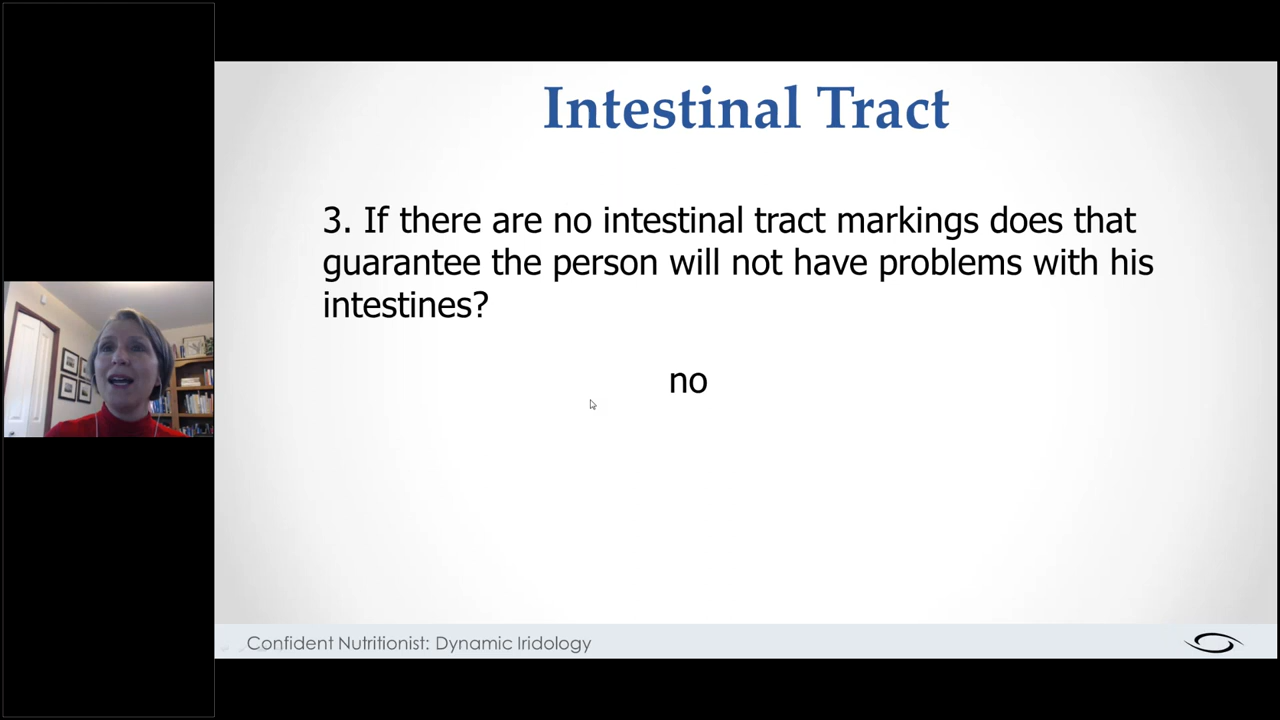 Intestinal Tract
3. If there are no intestinal tract markings does that
guarantee the person will not have problems with his
intestines?
no
Confident Nutritionist: Dynamic Iridology